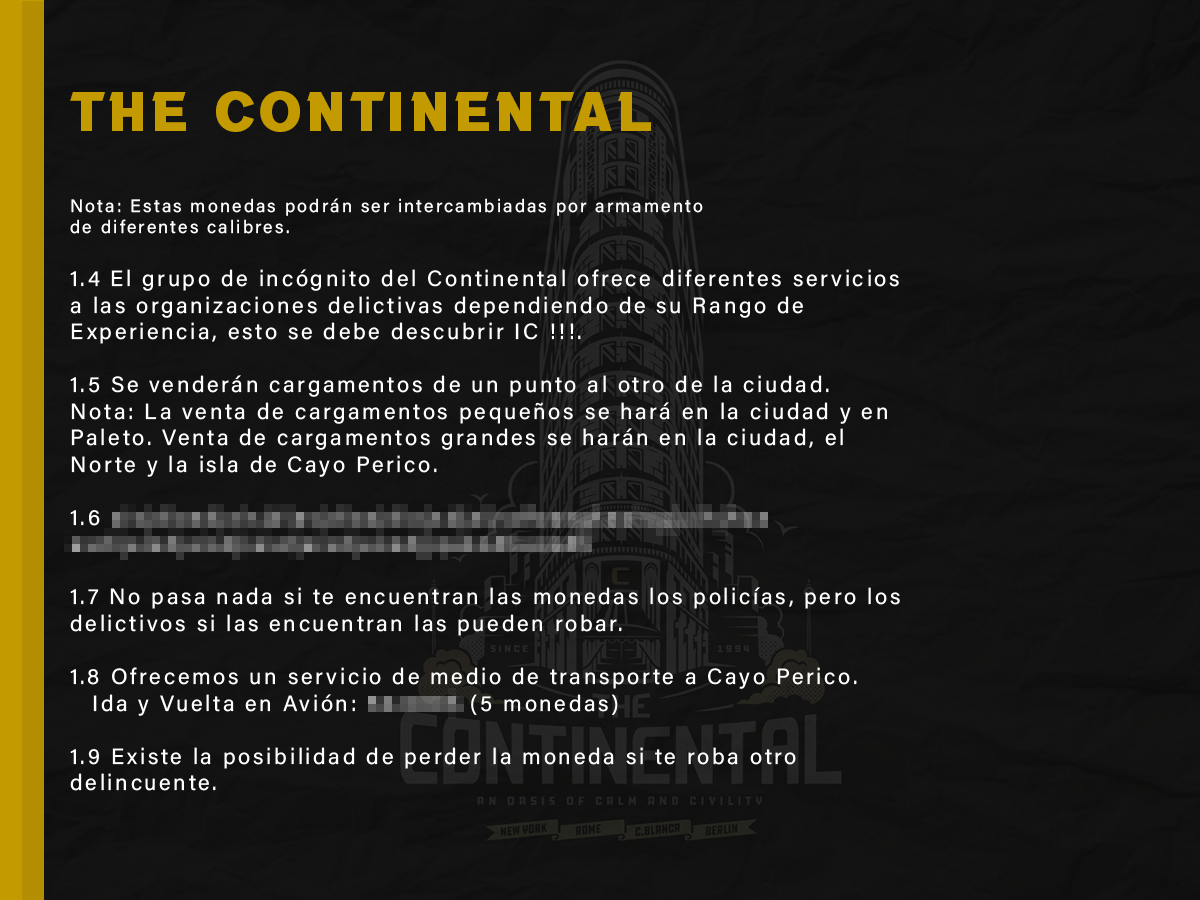 THE CONTINENTAL
Nota: Estas monedas podrán ser intercambiadas por armamento
de diferentes calibres.
1.4 El grupo de incógnito del Continental ofrece diferentes servicios
a las organizaciones delictivas dependiendo de su Rango de
Experiencia, esto se debe descubrir IC !!!.
1.5 Se venderán cargamentos de un punto al otro de la ciudad.
Nota: La venta de cargamentos pequeños se hará en la ciudad y en
Paleto. Venta de cargamentos grandes se harán en la ciudad, el
Norte y la isla de Cayo Perico.
1.6
1.7 No pasa nada si te encuentran las monedas los policías, pero los
delictivos si las encuentran las pueden robar.
SINCE 1994
1.8 Ofrecemos un servicio de medio de transporte a Cayo Perico.
Ida y Vuelta en Avión: (5 monedas)
THE
CONTINENTAL
1.9 Existe la posibilidad de perder la moneda si te roba otro
delincuente.
AN OASIS OF CALM AND CIVILITY
NEW YORK ROME C.BLANCA BERLIN